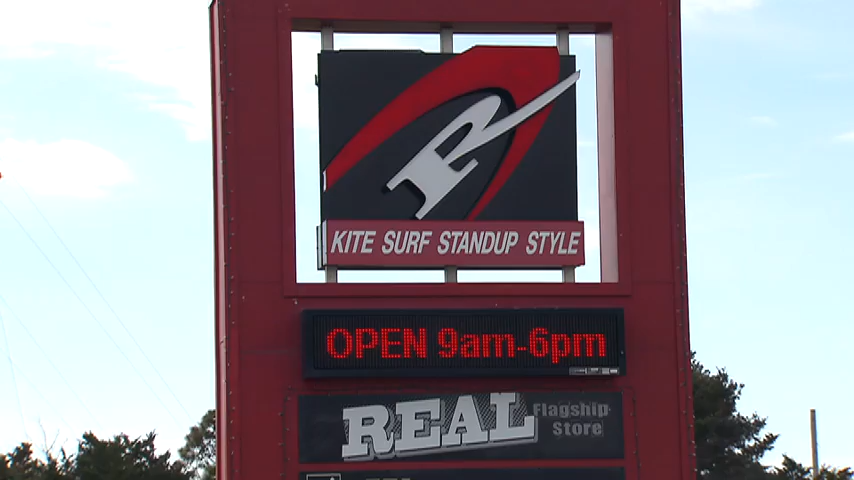 R
KITE SURF STANDUP STYLE
OPEN 9am-6pm
REAL Flagship
Store